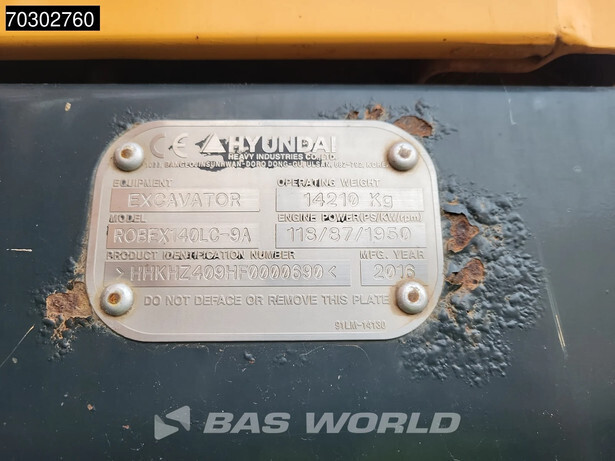 70302760
CE HYUNDAI
HEAVY INDUSTRIES CO., LTD
EQUIPMENT OPERATING WEIGHT
EXCAVATOR 14210 Kg
MODEL ENGINE POWER(PS/KW/rpm)
ROBEX140LC-9A 118/87/1950
PRODUCT IDENTIFICATION NUMBER MFG. YEAR
>HHKHZ409HF0000690< 2016
DO NOT DEFACE OR REMOVE THIS PLATE
91LM-14130
BAS WORLD